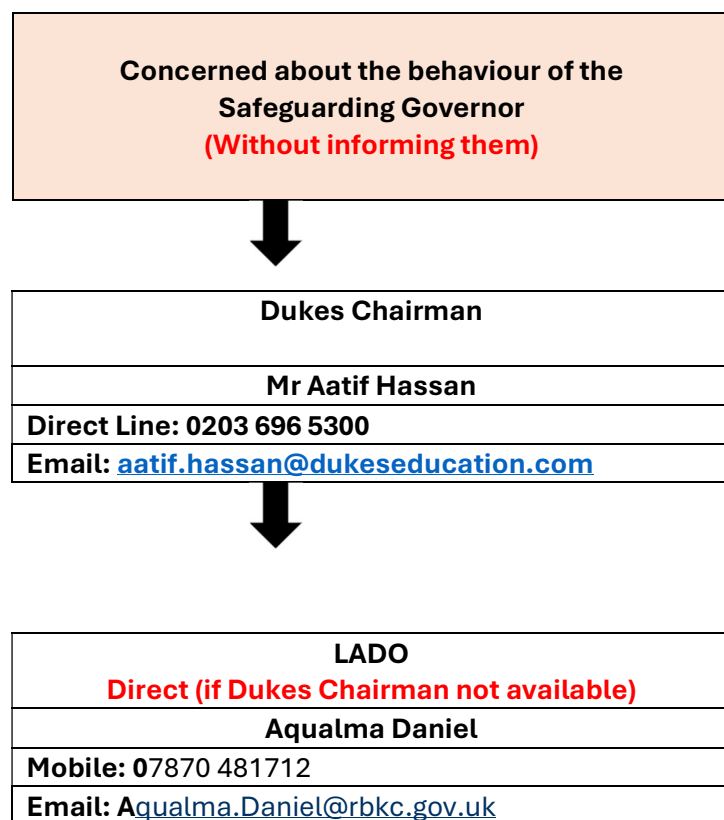 Concerned about the behaviour of the
Safeguarding Governor
(Without informing them)
Dukes Chairman
Mr Aatif Hassan
Direct Line: 0203 696 5300
Email: aatif.hassan@dukeseducation.com
LADO
Direct (if Dukes Chairman not available)
Aqualma Daniel
Mobile: 07870 481712
Email: Aqualma.Daniel@rbkc.gov.uk